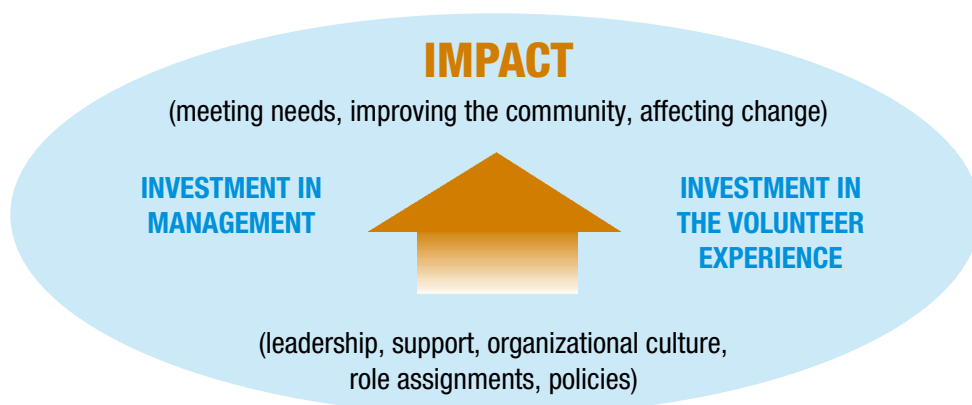 IMPACT
(meeting needs, improving the community, affecting change)
INVESTMENT IN
MANAGEMENT
INVESTMENT IN
THE VOLUNTEER
EXPERIENCE
(leadership, support, organizational culture,
role assignments, policies)